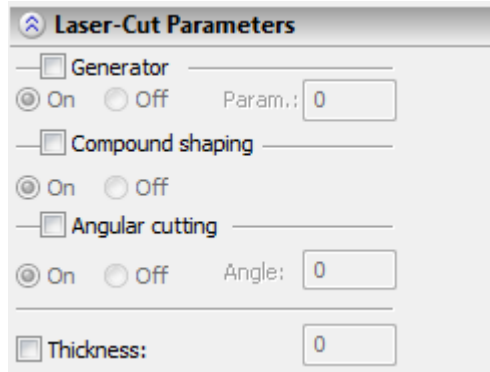 Laser-Cut Parameters
Generator
On Off Param.: 0
Compound shaping
On Off
Angular cutting
On Off Angle: 0
Thickness: 0